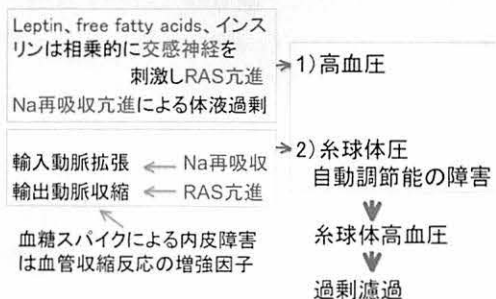 Leptin、free fatty acids、インス
リンは相乗的に交感神経を
刺激しRAS亢進
Na再吸収亢進による体液過剰
1)高血圧
輸入動脈拡張 Na再吸収
輸出動脈収縮 RAS亢進
血糖スパイクによる内皮障害
は血管収縮反応の増強因子
2)糸球体圧
自動調節能の障害
糸球体高血圧
過剰濾過